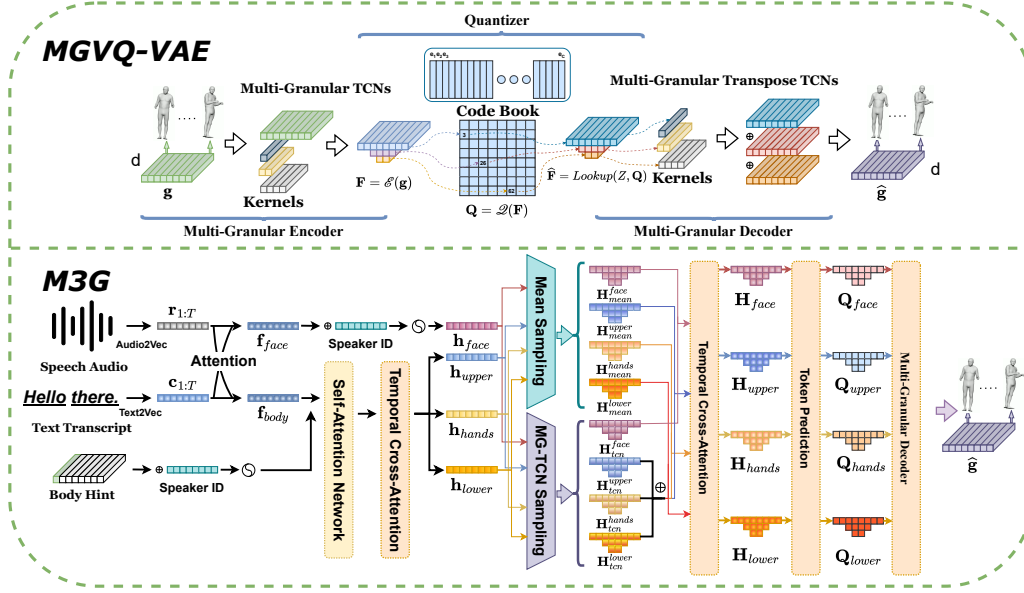 Quantizer
MGVQ-VAE
e₁e₂e₃ e_C
Multi-Granular TCNs
Multi-Granular Transpose TCNs
Code Book
d
3
26
62
g
Kernels
F = ℰ(g)
Q = 𝒬(F)
F̂ = Lookup(Z, Q)
Kernels
ĝ
d
Multi-Granular Encoder
Multi-Granular Decoder
M3G
r₁:T
Audio2Vec
Speech Audio
Attention
f_face
Speaker ID
h_face
Hello there.
c₁:T
Text2Vec
Text Transcript
f_body
Body Hint
Speaker ID
Self-Attention Network
Temporal Cross-Attention
h_upper
h_hands
h_lower
Mean Sampling
MG-TCN Sampling
H^face_mean
H^upper_mean
H^hands_mean
H^lower_mean
H^face_tcn
H^upper_tcn
H^hands_tcn
H^lower_tcn
Temporal Cross-Attention
H_face
H_upper
H_hands
H_lower
Token Prediction
Q_face
Q_upper
Q_hands
Q_lower
Multi-Granular Decoder
ĝ